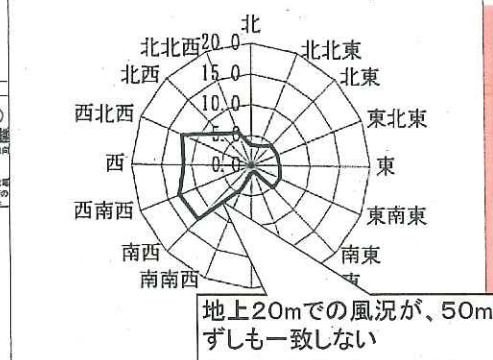 北
北北西
20.0
北北東
北西
15.0
北東
西北西
10.0
東北東
5.0
西
0.0
東
西南西
東南東
南西
南東
南南西
地上20mでの風況が、50m
ずしも一致しない